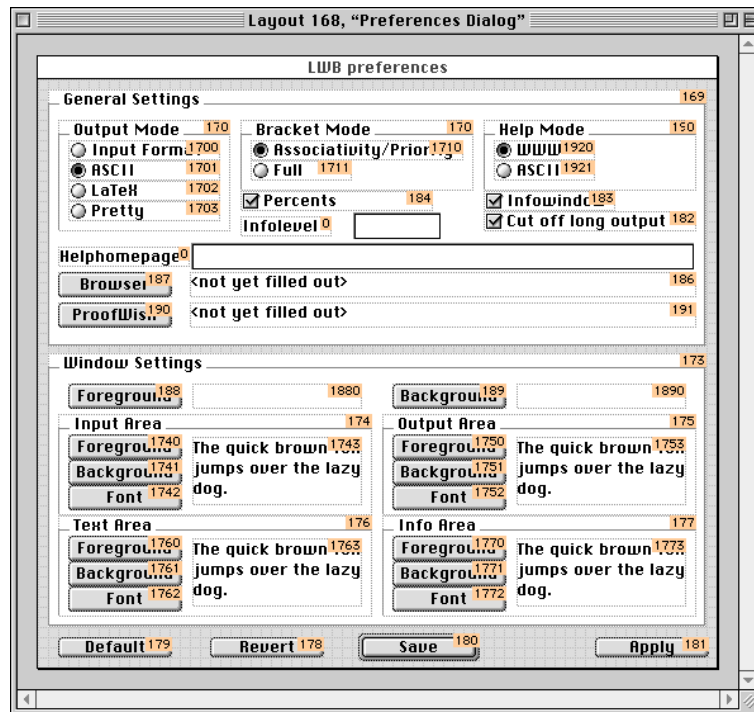 Layout 168, “Preferences Dialog”
LWB preferences
General Settings 169
Output Mode 170
Bracket Mode 170
Help Mode 190
Input 1700
Associativity/ 1710
WWW 1920
ASCII 1701
Full 1711
ASCII 1921
LaTeX 1702
Percents 184
183
Pretty 1703
Infolevel 0
Cut off long output 182
Helphomepage 0
187
<not yet filled out> 186
190
<not yet filled out> 191
Window Settings 173
188 1880
189 1890
Input Area 174
Output Area 175
1740
The quick brown 1743
1750
The quick brown 1753
1741
jumps over the lazy
1751
jumps over the lazy
Font 1742
dog.
Font 1752
dog.
Text Area 176
Info Area 177
1760
The quick brown 1763
1770
The quick brown 1773
1761
jumps over the lazy
1771
jumps over the lazy
Font 1762
dog.
Font 1772
dog.
Default 179
Revert 178
Save 180
Apply 181